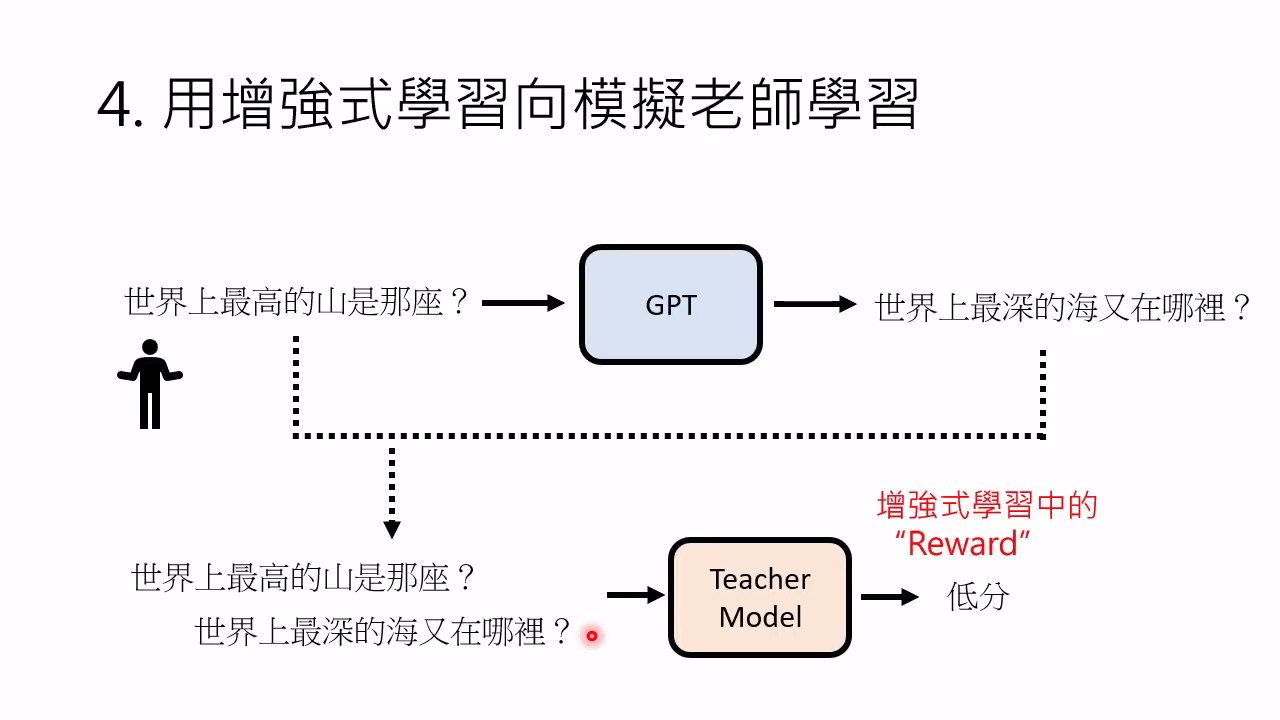 4. 用增強式學習向模擬老師學習
世界上最高的山是那座？
GPT
世界上最深的海又在哪裡？
增強式學習中的
“Reward”
世界上最高的山是那座？
世界上最深的海又在哪裡？
Teacher
Model
低分